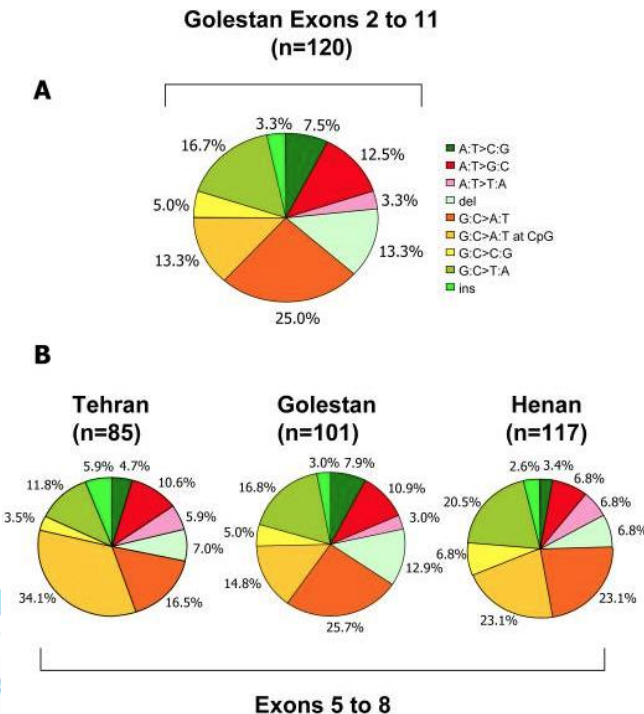 Golestan Exons 2 to 11
(n=120)
A
3.3% 7.5%
16.7%
12.5%
5.0%
3.3%
13.3%
13.3%
25.0%
A:T>C:G
A:T>G:C
A:T>T:A
del
G:C>A:T
G:C>A:T at CpG
G:C>C:G
G:C>T:A
ins
B
Tehran
(n=85)
5.9% 4.7%
11.8%
10.6%
3.5%
5.9%
7.0%
34.1%
16.5%
Golestan
(n=101)
3.0% 7.9%
16.8%
10.9%
5.0%
3.0%
14.8%
12.9%
25.7%
Henan
(n=117)
2.6% 3.4%
6.8%
20.5%
6.8%
6.8%
6.8%
23.1%
23.1%
Exons 5 to 8